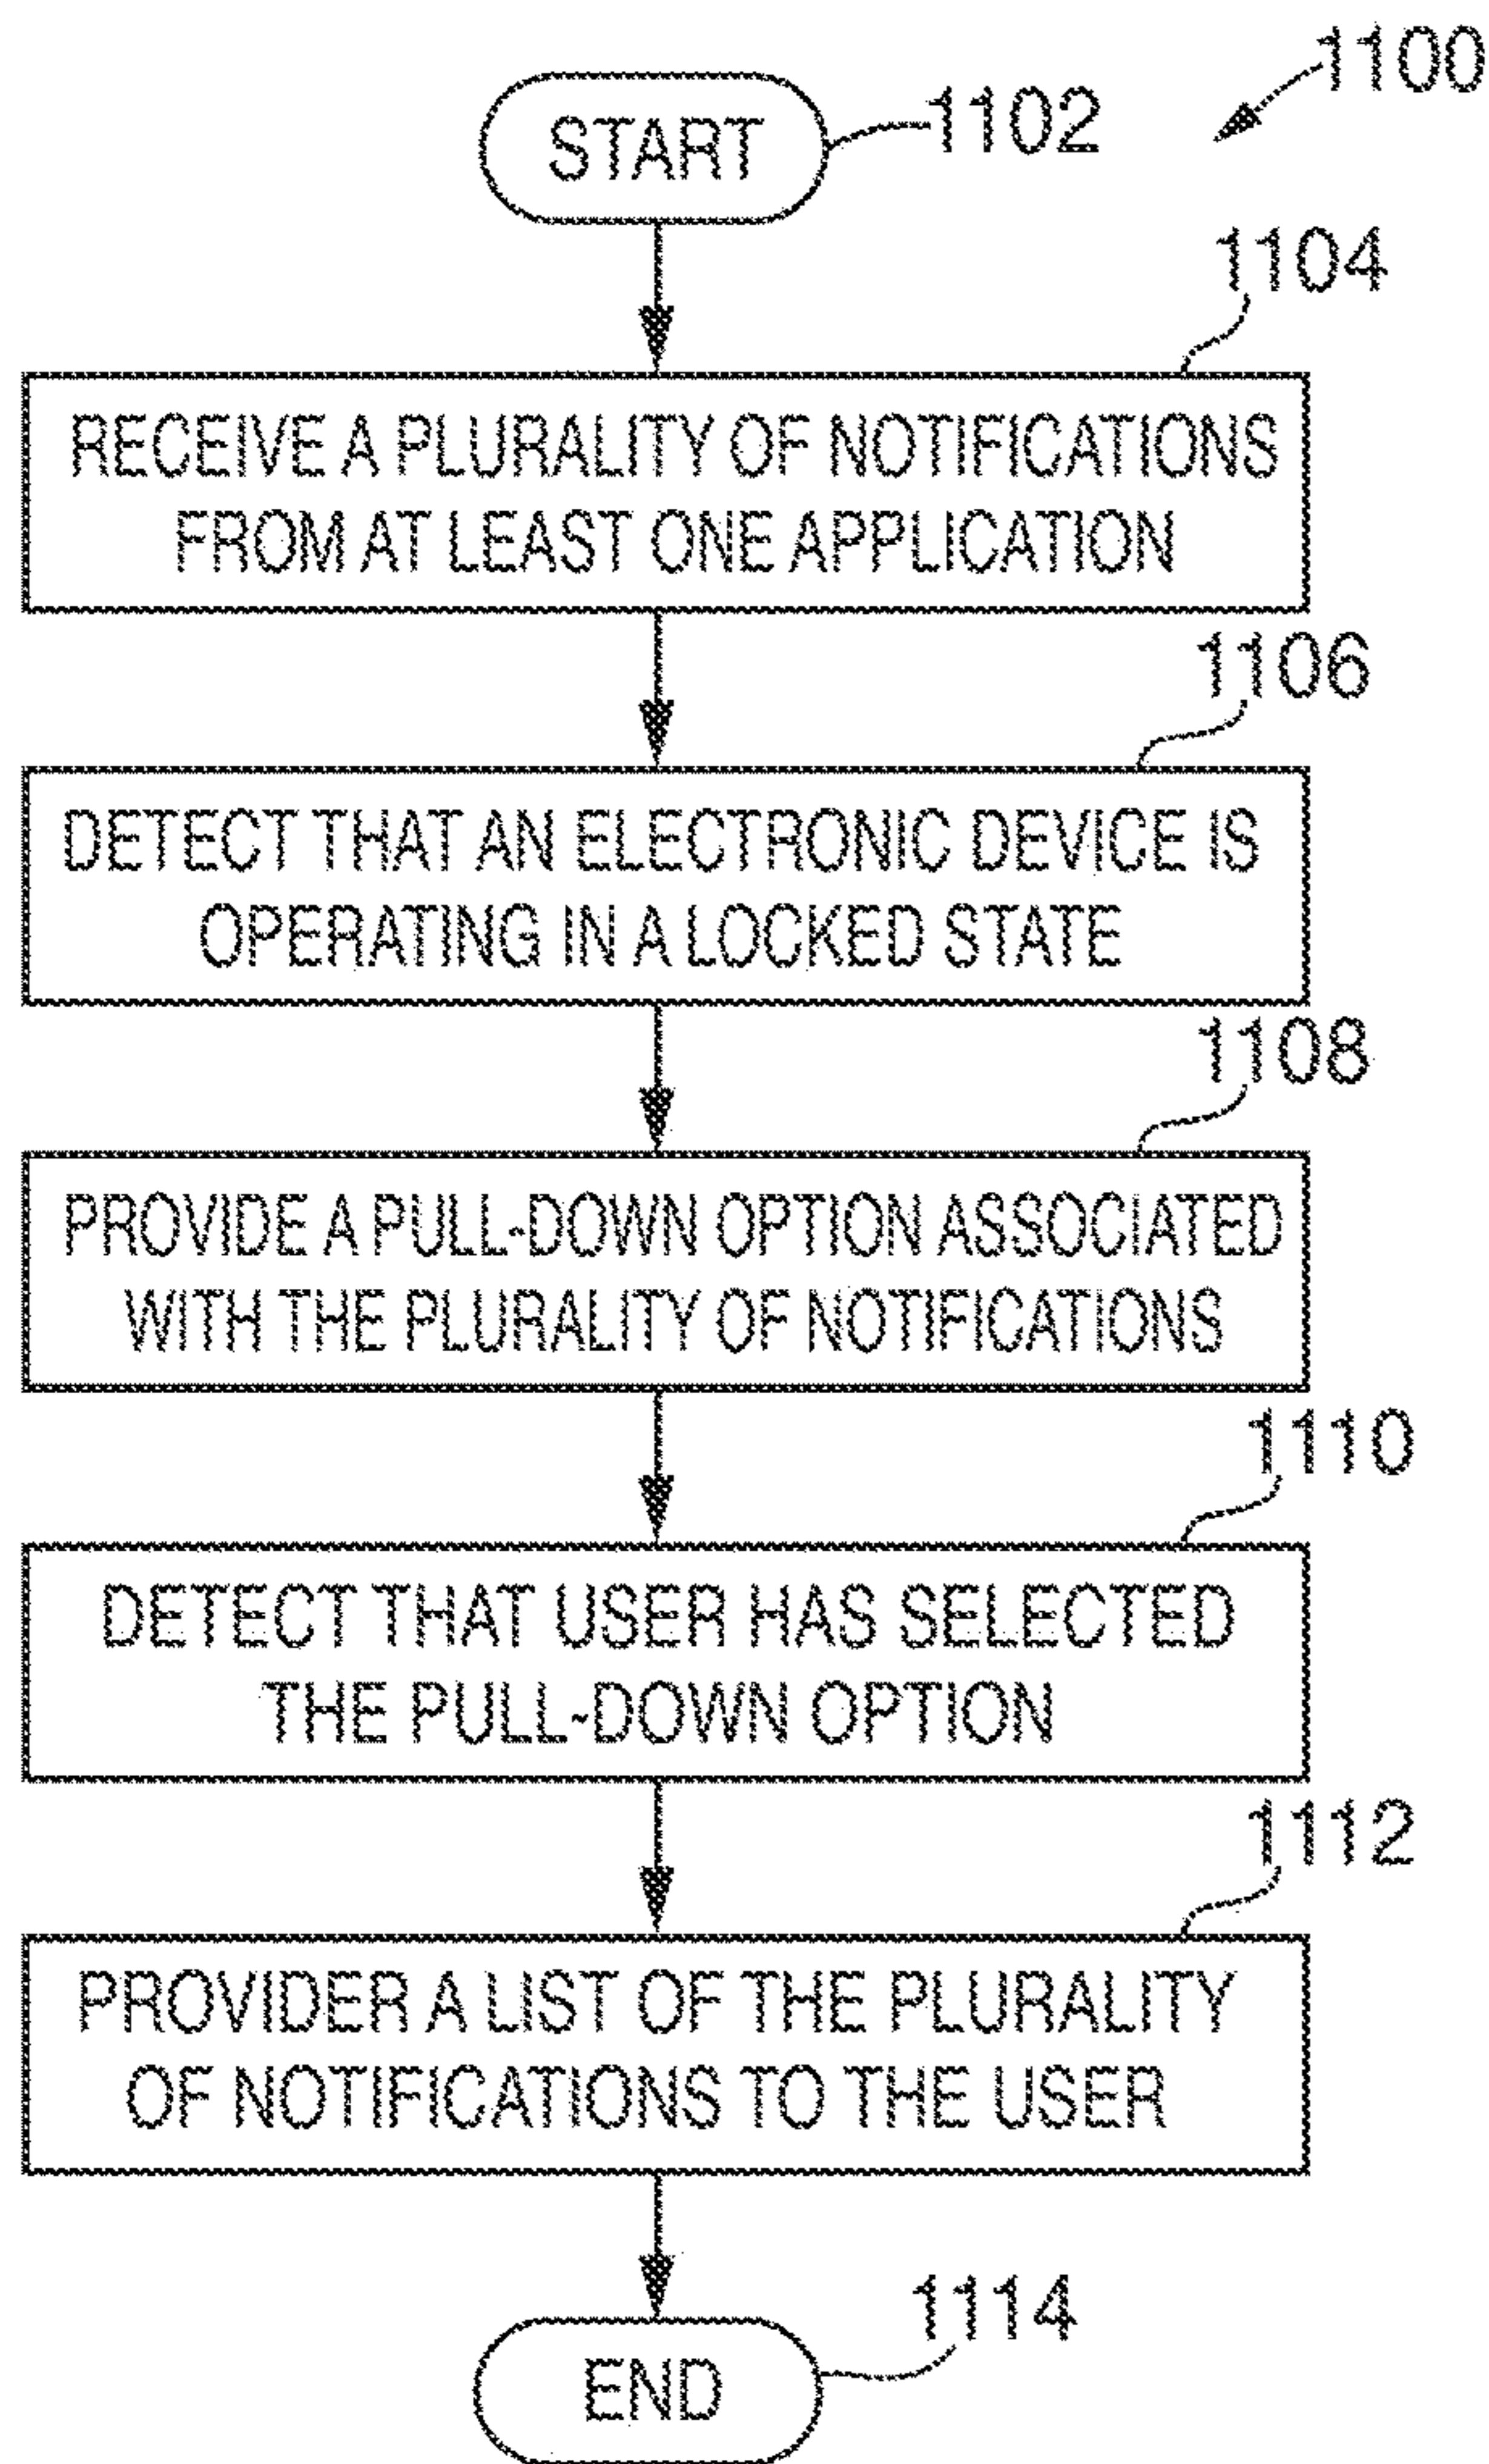 1100
START
1102
1104
RECEIVE A PLURALITY OF NOTIFICATIONS
FROM AT LEAST ONE APPLICATION
1106
DETECT THAT AN ELECTRONIC DEVICE IS
OPERATING IN A LOCKED STATE
1108
PROVIDE A PULL-DOWN OPTION ASSOCIATED
WITH THE PLURALITY OF NOTIFICATIONS
1110
DETECT THAT USER HAS SELECTED
THE PULL-DOWN OPTION
1112
PROVIDER A LIST OF THE PLURALITY
OF NOTIFICATIONS TO THE USER
1114
END